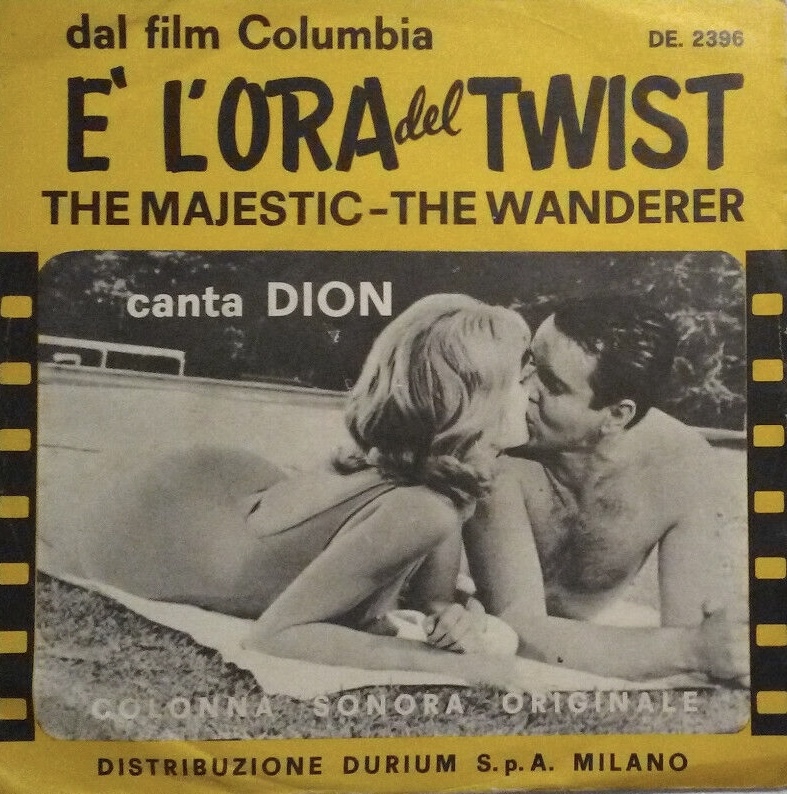 dal film Columbia
DE. 2396
E' L'ORA del TWIST
THE MAJESTIC-THE WANDERER
canta DION
COLONNA SONORA ORIGINALE
DISTRIBUZIONE DURIUM S.p.A. MILANO